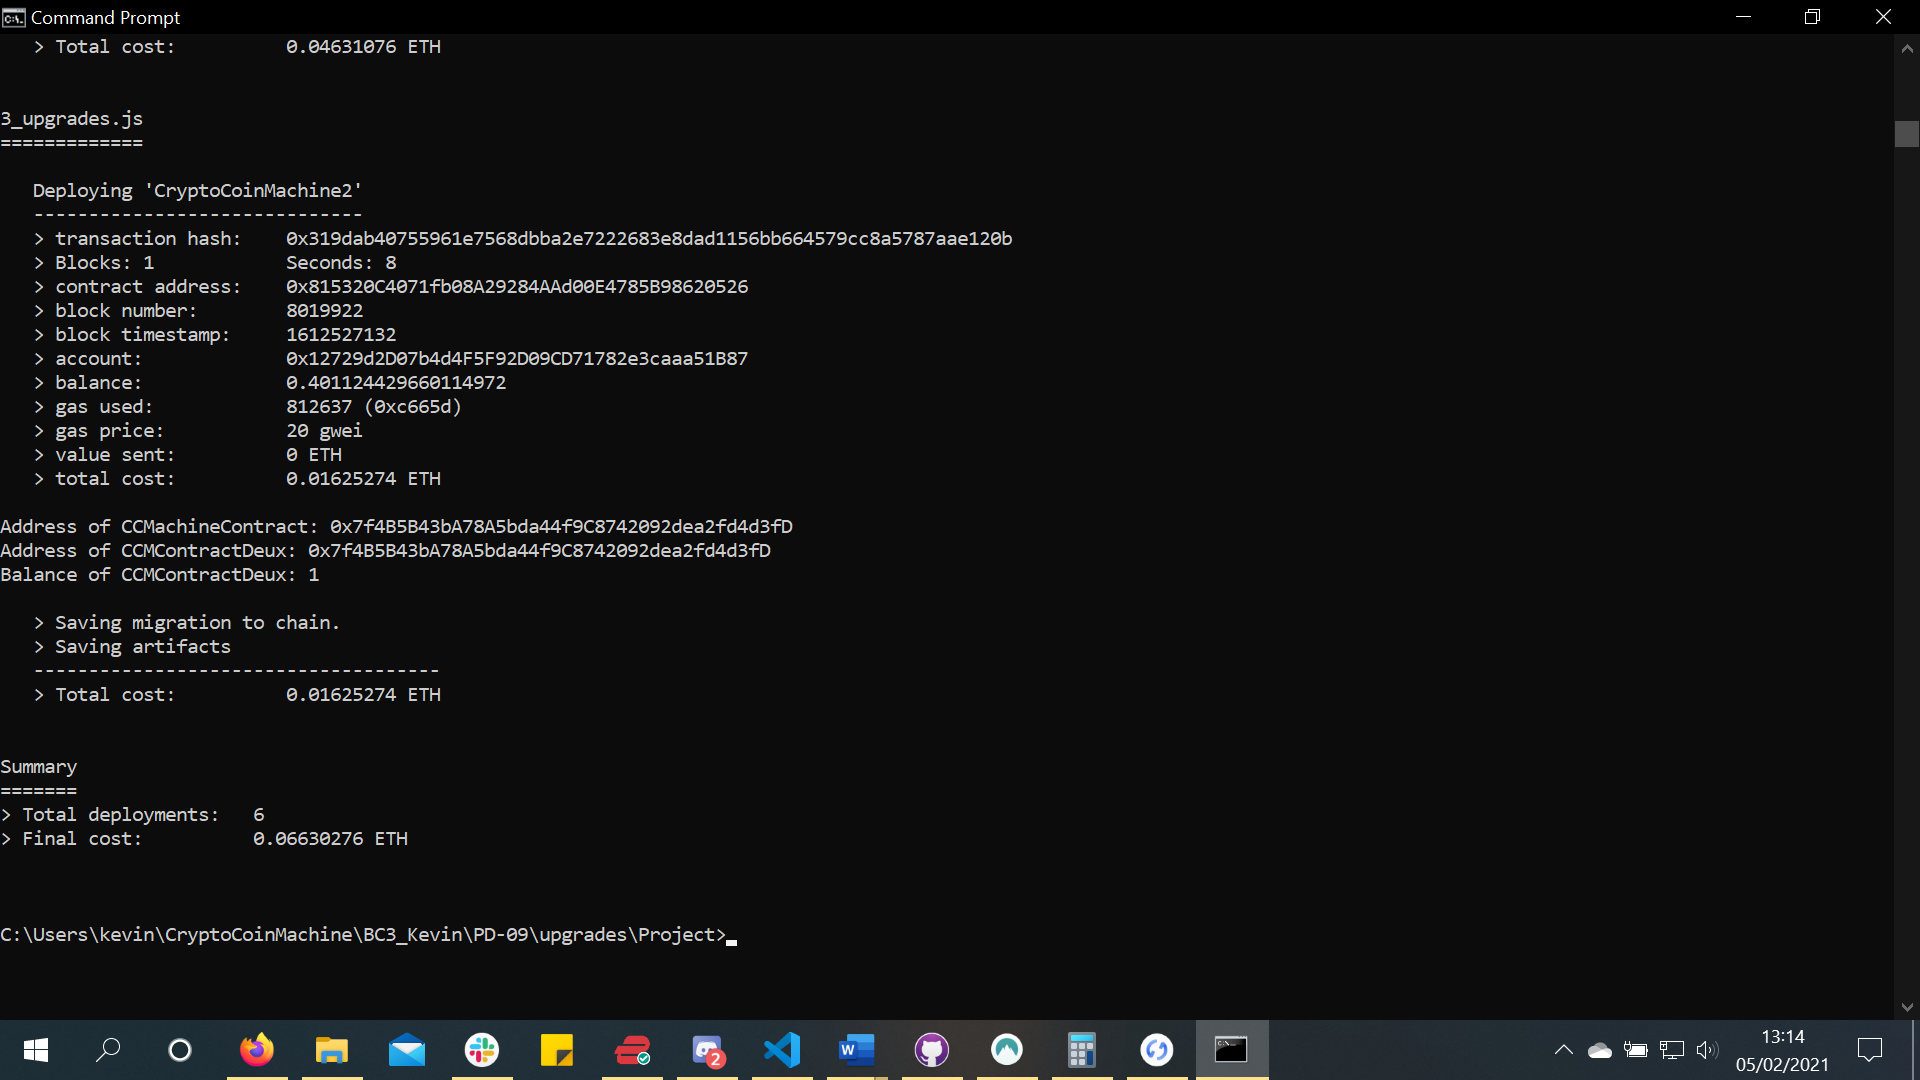 Command Prompt
> Total cost: 0.04631076 ETH
3_upgrades.js
=============
Deploying 'CryptoCoinMachine2'
------------------------------
> transaction hash: 0x319dab40755961e7568dbba2e7222683e8dad1156bb664579cc8a5787aae120b
> Blocks: 1 Seconds: 8
> contract address: 0x815320C4071fb08A29284AAd00E4785B98620526
> block number: 8019922
> block timestamp: 1612527132
> account: 0x12729d2D07b4d4F5F92D09CD71782e3caaa51B87
> balance: 0.401124429660114972
> gas used: 812637 (0xc665d)
> gas price: 20 gwei
> value sent: 0 ETH
> total cost: 0.01625274 ETH
Address of CCMachineContract: 0x7f4B5B43bA78A5bda44f9C8742092dea2fd4d3fD
Address of CCMContractDeux: 0x7f4B5B43bA78A5bda44f9C8742092dea2fd4d3fD
Balance of CCMContractDeux: 1
> Saving migration to chain.
> Saving artifacts
-------------------------------------
> Total cost: 0.01625274 ETH
Summary
=======
> Total deployments: 6
> Final cost: 0.06630276 ETH
C:\Users\kevin\CryptoCoinMachine\BC3_Kevin\PD-09\upgrades\Project>
2
W
13:14
05/02/2021